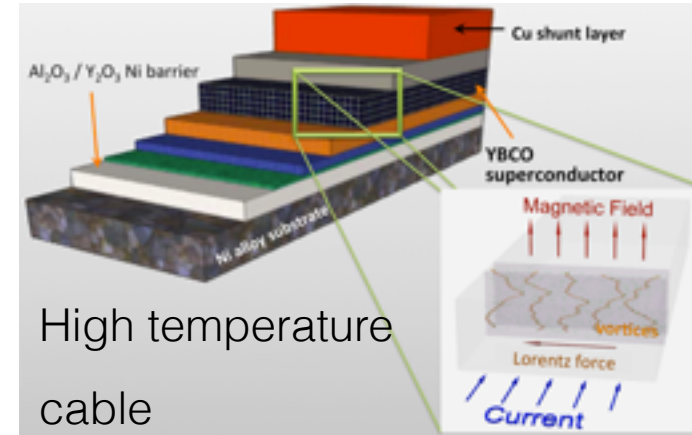 Cu shunt layer
Al₂O₃ / Y₂O₃ Ni barrier
YBCO
superconductor
Ni alloy substrate
Magnetic Field
vortices
Lorentz force
Current
High temperature
cable